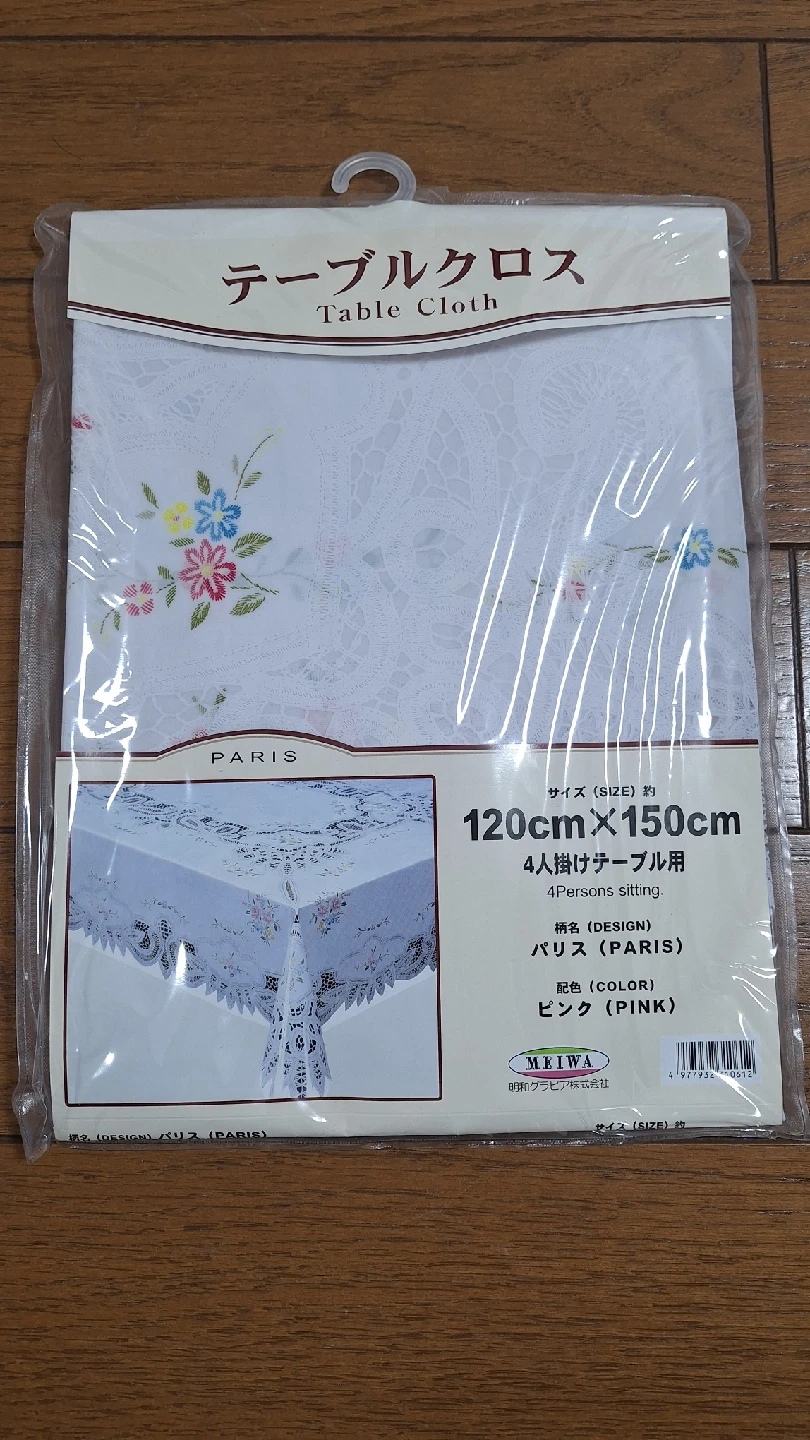 テーブルクロス
Table Cloth
PARIS
サイズ（SIZE）約
120cm×150cm
4人掛けテーブル用
4Persons sitting.
柄名（DESIGN）
パリス（PARIS）
配色（COLOR）
ピンク（PINK）
MEIWA
明和グラビア株式会社
柄名（DESIGN）パリス（PARIS）
サイズ（SIZE）約